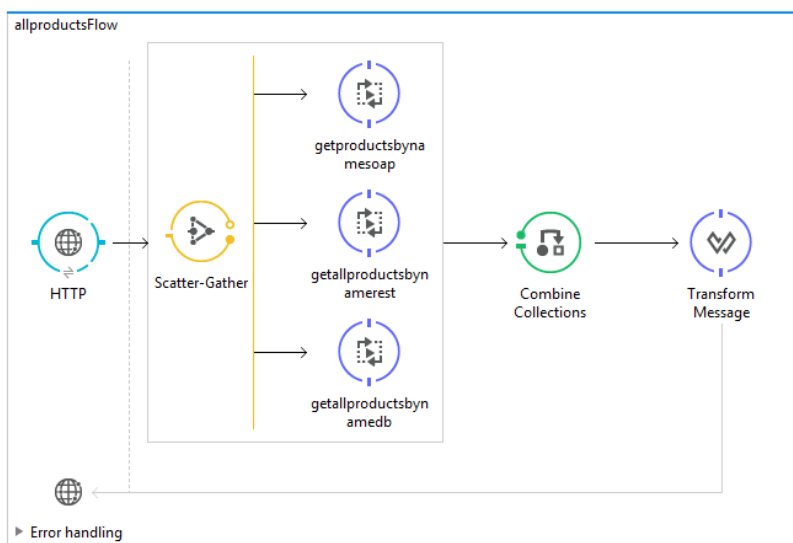 allproductsFlow
getproductsbyna
mesoap
HTTP
Scatter-Gather
getallproductsbyn
amerest
Combine
Collections
Transform
Message
getallproductsbyn
amedb
Error handling